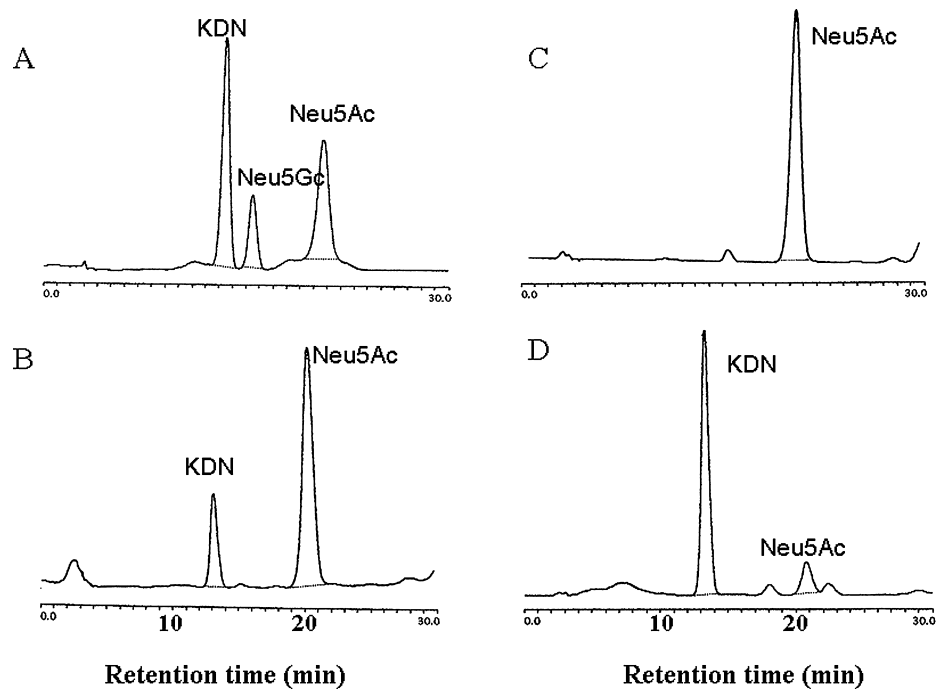 A
KDN
Neu5Gc
Neu5Ac
0.0 30.0
C
Neu5Ac
0.0 30.0
B
KDN
Neu5Ac
0.0 10 20 30.0
Retention time (min)
D
KDN
Neu5Ac
0.0 10 20 30.0
Retention time (min)